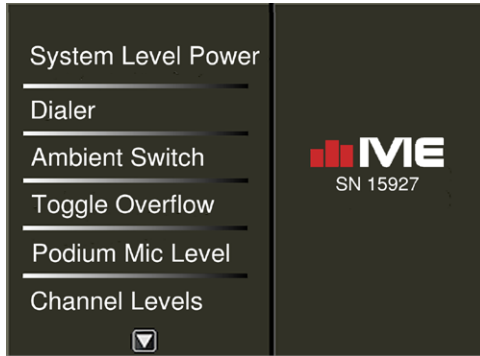 System Level Power
Dialer
Ambient Switch
Toggle Overflow
Podium Mic Level
Channel Levels
IVIE
SN 15927